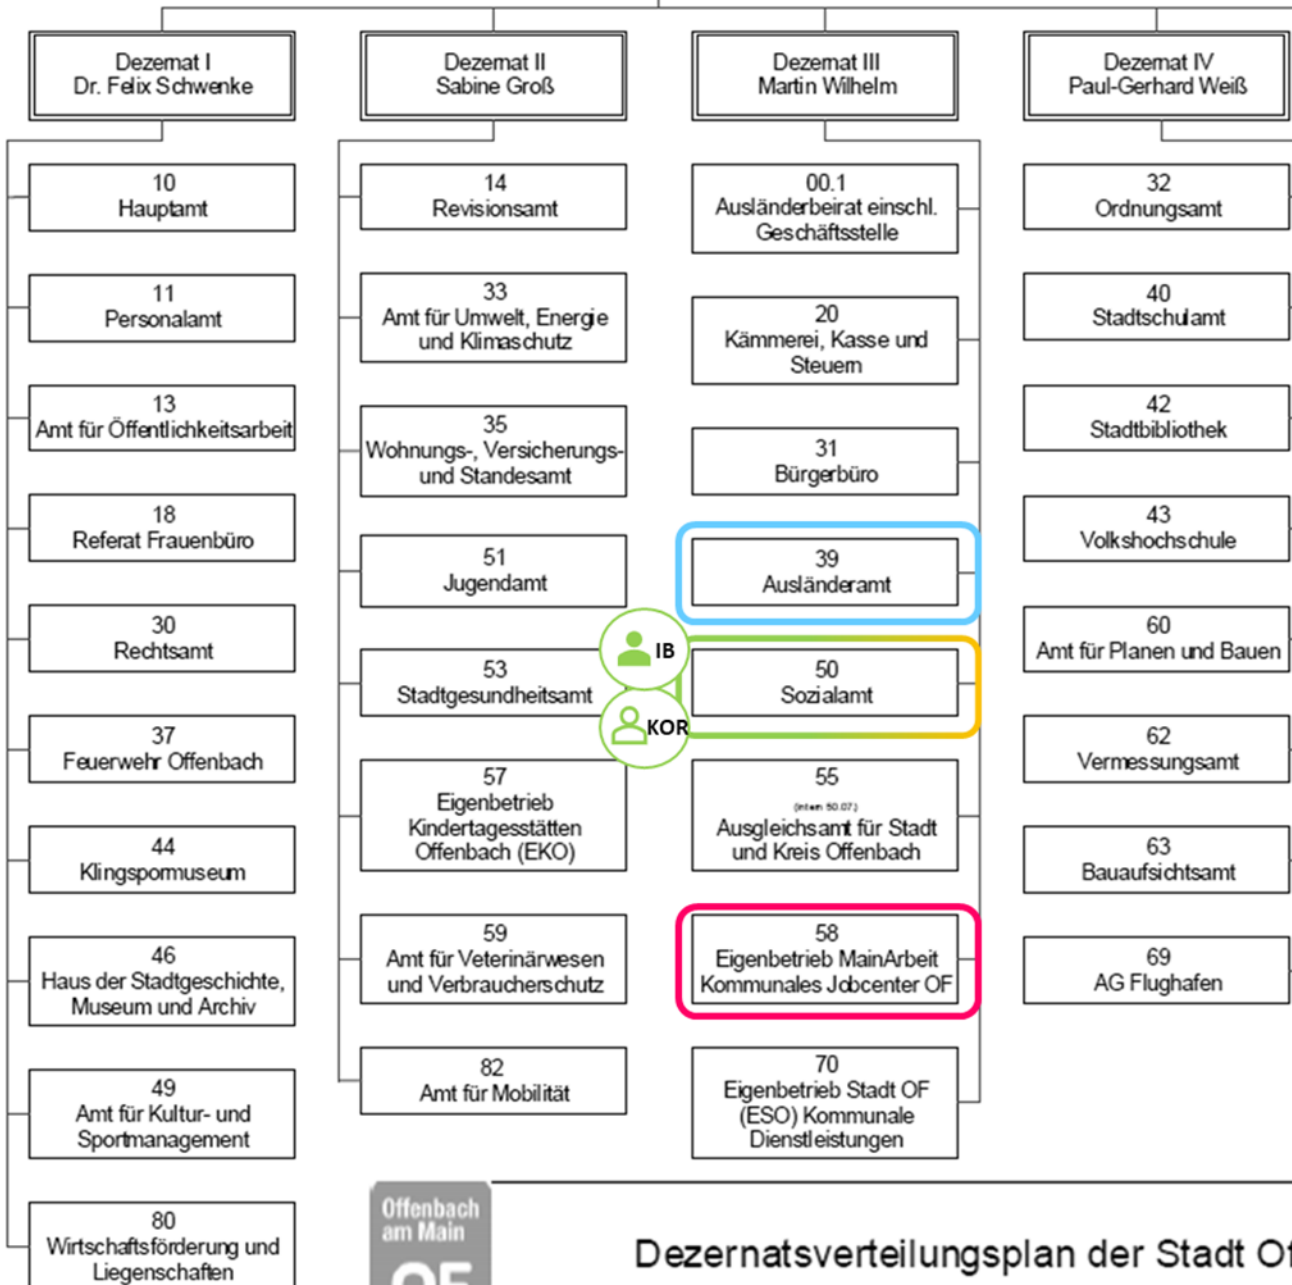 Dezernat I
Dr. Felix Schwenke
10
Hauptamt
11
Personalamt
13
Amt für Öffentlichkeitsarbeit
18
Referat Frauenbüro
30
Rechtsamt
37
Feuerwehr Offenbach
44
Klingspormuseum
46
Haus der Stadtgeschichte,
Museum und Archiv
49
Amt für Kultur- und
Sportmanagement
80
Wirtschaftsförderung und
Liegenschaften
Dezernat II
Sabine Groß
14
Revisionsamt
33
Amt für Umwelt, Energie
und Klimaschutz
35
Wohnungs-, Versicherungs-
und Standesamt
51
Jugendamt
53
Stadtgesundheitsamt
57
Eigenbetrieb
Kindertagesstätten
Offenbach (EKO)
59
Amt für Veterinärwesen
und Verbraucherschutz
82
Amt für Mobilität
IB
KOR
Dezernat III
Martin Wilhelm
00.1
Ausländerbeirat einschl.
Geschäftsstelle
20
Kämmerei, Kasse und
Steuern
31
Bürgerbüro
39
Ausländeramt
50
Sozialamt
55
(intern 50.07.)
Ausgleichsamt für Stadt
und Kreis Offenbach
58
Eigenbetrieb MainArbeit
Kommunales Jobcenter OF
70
Eigenbetrieb Stadt OF
(ESO) Kommunale
Dienstleistungen
Dezernat IV
Paul-Gerhard Weiß
32
Ordnungsamt
40
Stadtschulamt
42
Stadtbibliothek
43
Volkshochschule
60
Amt für Planen und Bauen
62
Vermessungsamt
63
Bauaufsichtsamt
69
AG Flughafen
Offenbach
am Main
OF
Dezernatsverteilungsplan der Stadt Of